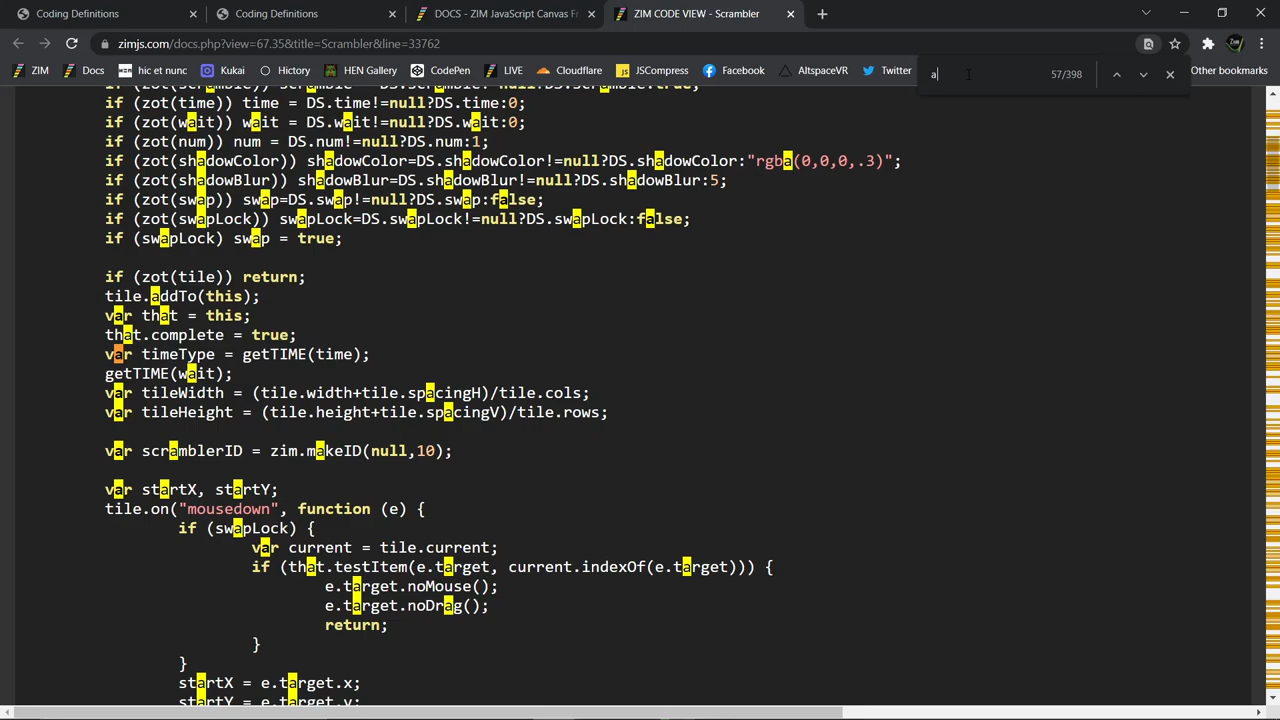 Coding Definitions
Coding Definitions
DOCS - ZIM JavaScript Canvas Fr
ZIM CODE VIEW - Scrambler
zimjs.com/docs.php?view=67.35&title=Scrambler&line=33762
ZIM
Docs
hic et nunc
Kukai
Hictory
HEN Gallery
CodePen
LIVE
JSCompress
Facebook
AlteredVR
Twitter
Other bookmarks
a
57/398
if (zot(time)) time = DS.time!=null?DS.time:0;
if (zot(wait)) wait = DS.wait!=null?DS.wait:0;
if (zot(num)) num = DS.num!=null?DS.num:1;
if (zot(shadowColor)) shadowColor=DS.shadowColor!=null?DS.shadowColor:"rgba(0,0,0,.3)";
if (zot(shadowBlur)) shadowBlur=DS.shadowBlur!=null?DS.shadowBlur:
if (zot(swap)) swap=DS.swap!=null?DS.swap:false;
if (zot(swapLock)) swapLock=DS.swapLock!=null?DS.swapLock:false;
if (swapLock) swap = true;
if (zot(tile)) return;
tile.addTo(this);
var that = this;
that.complete = true;
var timeType = getTIME(time);
getTIME(wait);
var tileWidth = (tile.width+tile.spacingH)/tile.cols;
var tileHeight = (tile.height+tile.spacingV)/tile.rows;
var scramblerID = zim.makeID(null,10);
var startX, startY;
tile.on("mousedown", function (e) {
if (swapLock) {
var current = tile.current;
if (that.testItem(e.target, current.indexOf(e.target))) {
e.target.noMouse();
e.target.noDrag();
return;
}
}
startX = e.target.x;
startY = e.target.y;